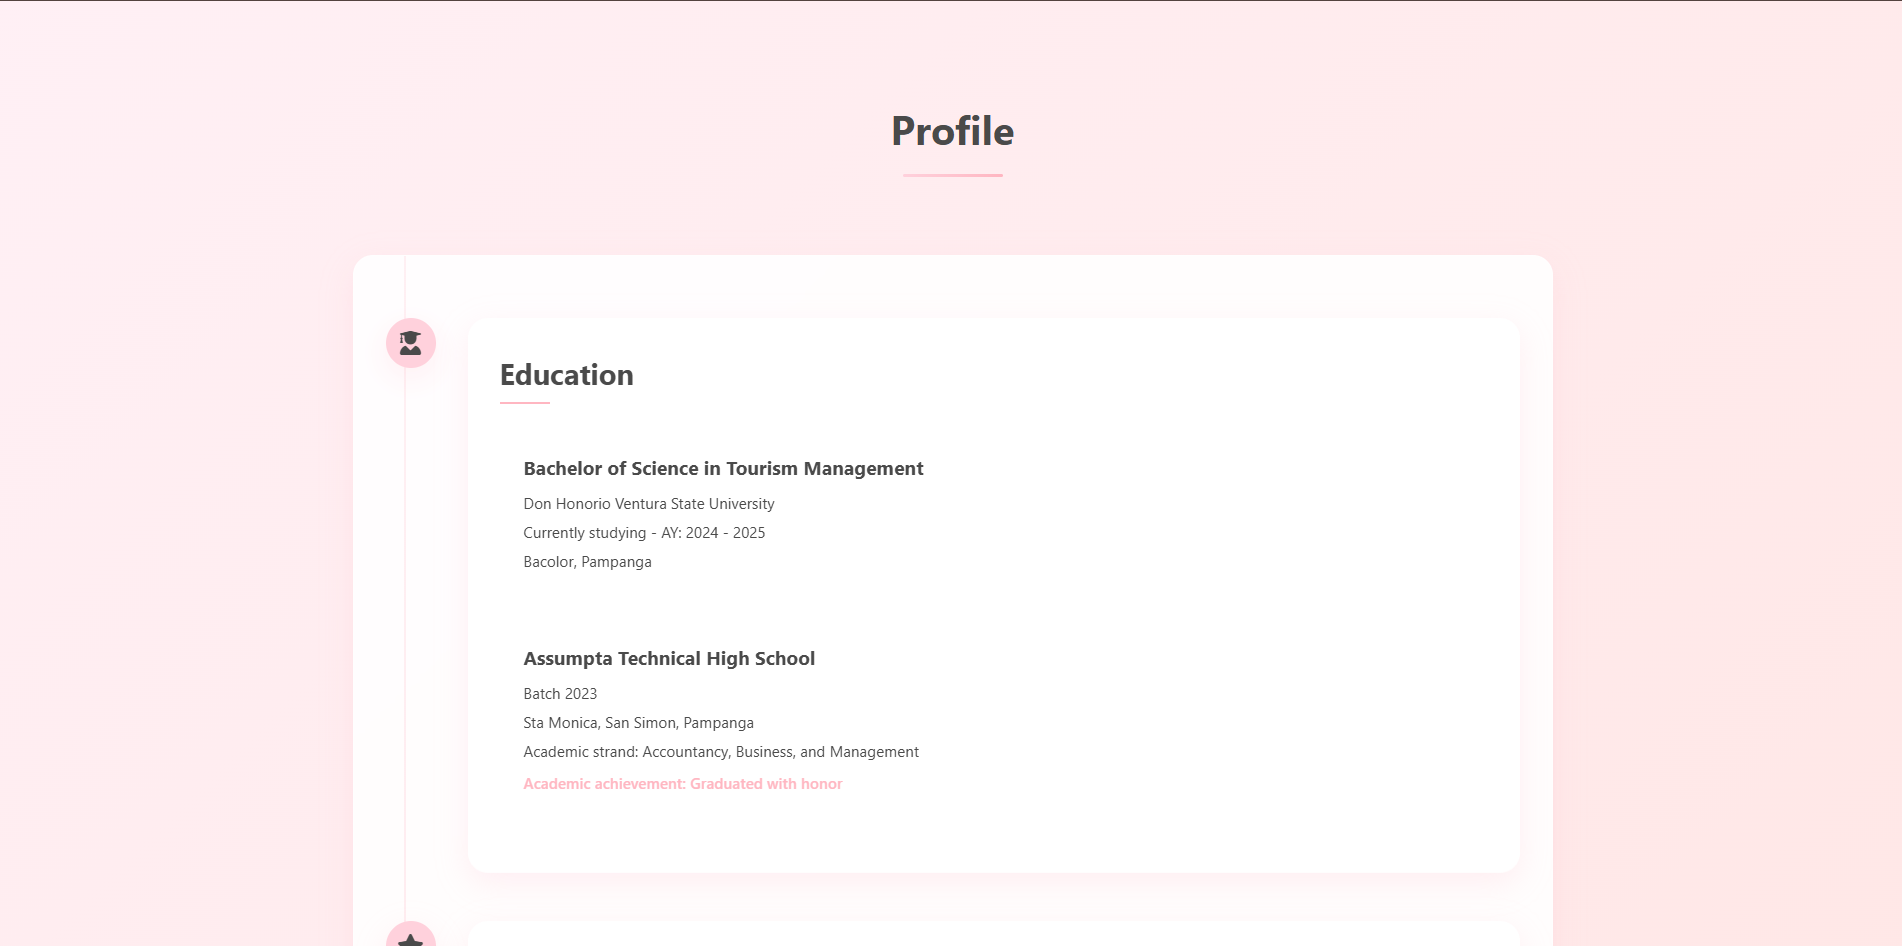 Profile
Education
Bachelor of Science in Tourism Management
Don Honorio Ventura State University
Currently studying - AY: 2024 - 2025
Bacolor, Pampanga
Assumpta Technical High School
Batch 2023
Sta Monica, San Simon, Pampanga
Academic strand: Accountancy, Business, and Management
Academic achievement: Graduated with honor